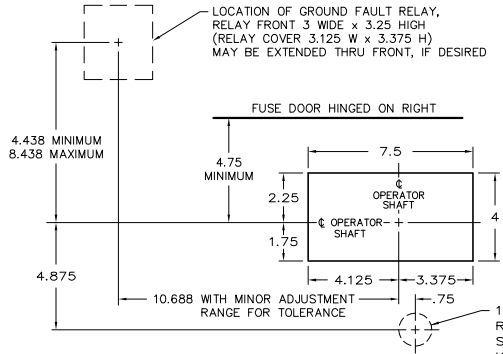 LOCATION OF GROUND FAULT RELAY,
RELAY FRONT 3 WIDE x 3.25 HIGH
(RELAY COVER 3.125 W x 3.375 H)
MAY BE EXTENDED THRU FRONT, IF DESIRED
FUSE DOOR HINGED ON RIGHT
4.438 MINIMUM
8.438 MAXIMUM
4.75
MINIMUM
7.5
2.25
℄
OPERATOR
SHAFT
4
℄ OPERATOR
SHAFT
1.75
4.875
4.125
3.375
10.688 WITH MINOR ADJUSTMENT
RANGE FOR TOLERANCE
.75
1
R
S